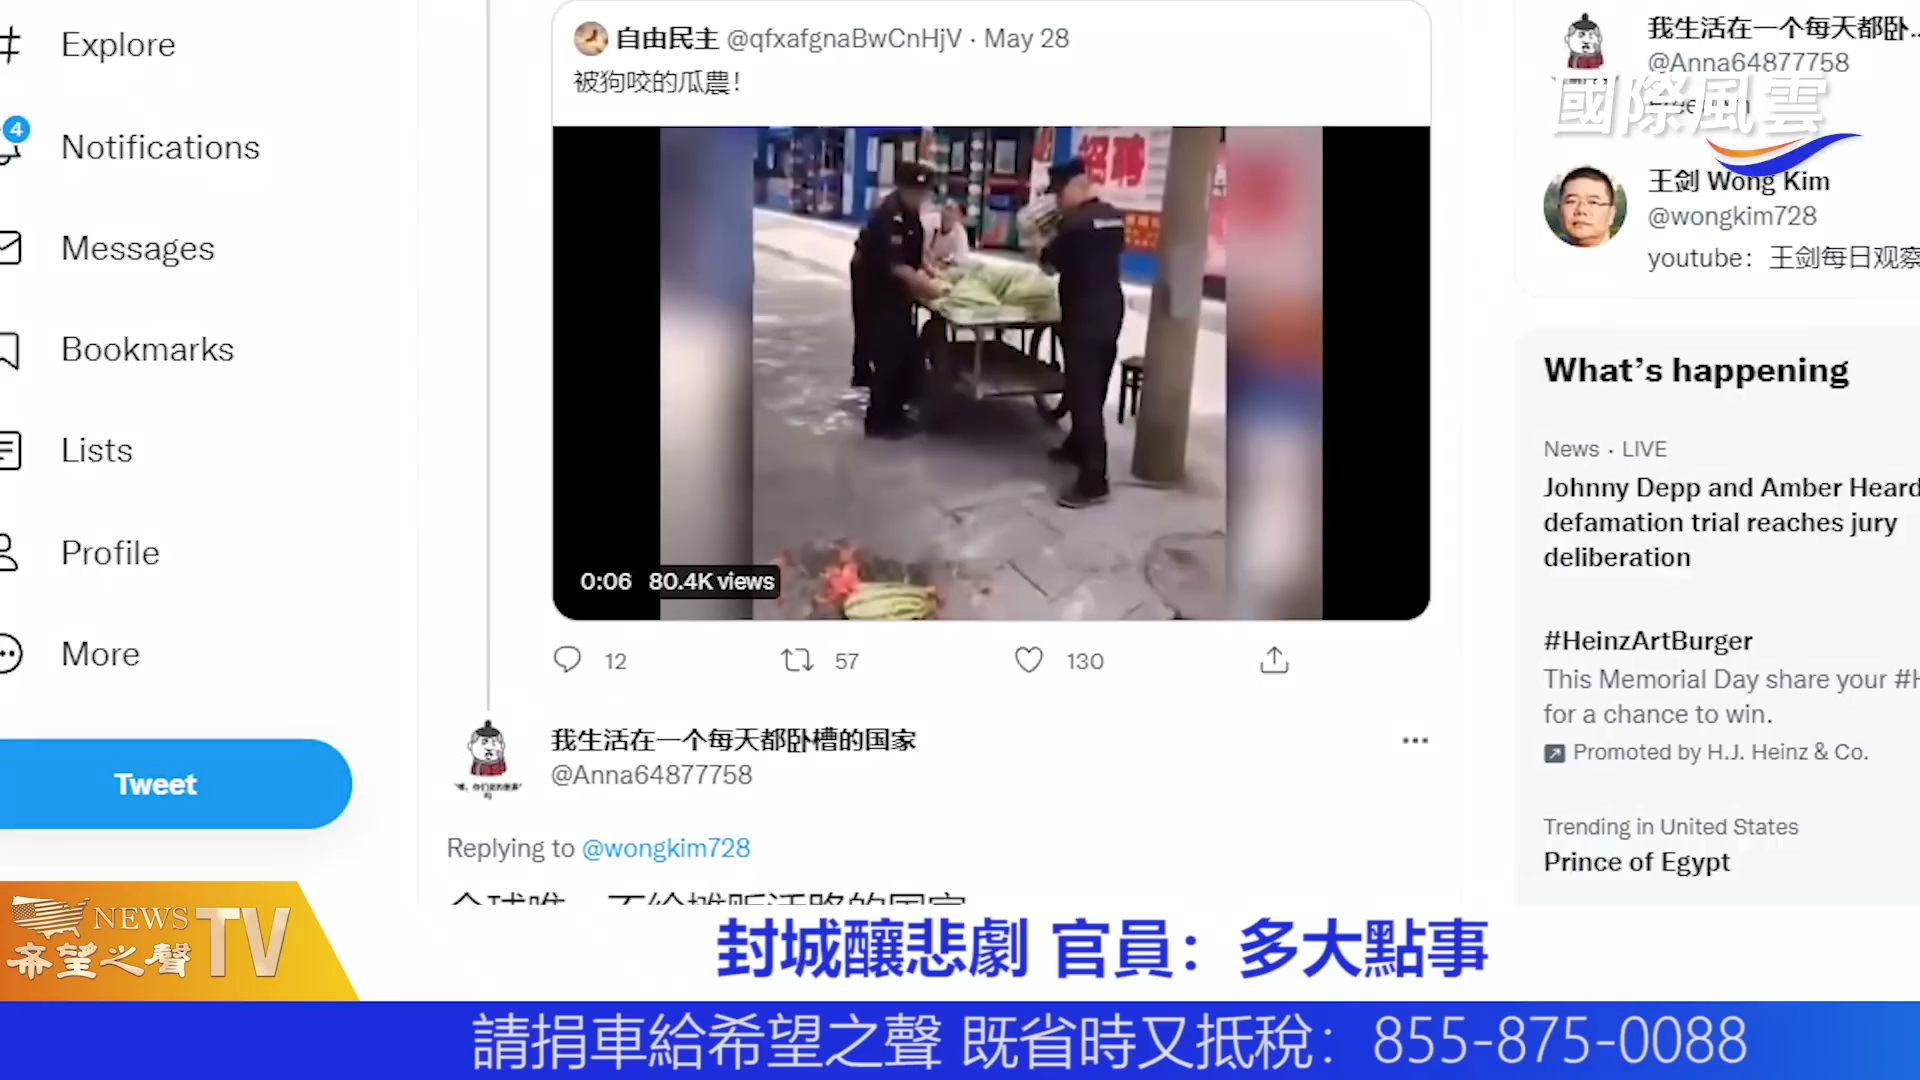 Explore
4
Notifications
Messages
Bookmarks
Lists
Profile
More
Tweet
自由民主 @qfxafgnaBwCnHjV · May 28
被狗咬的瓜農！
招聘
0:06 80.4K views
12
57
130
我生活在一个每天都卧槽的国家
@Anna64877758
Replying to @wongkim728
我生活在一个每天都卧...
@Anna64877758
國際風雲
王剑 Wong Kim
@wongkim728
youtube：王剑每日观察
What's happening
News · LIVE
Johnny Depp and Amber Heard
defamation trial reaches jury
deliberation
#HeinzArtBurger
This Memorial Day share your #H
for a chance to win.
Promoted by H.J. Heinz & Co.
Trending in United States
Prince of Egypt
NEWS
希望之聲
TV
封城釀悲劇 官員：多大點事
請捐車給希望之聲 既省時又抵稅：855-875-0088